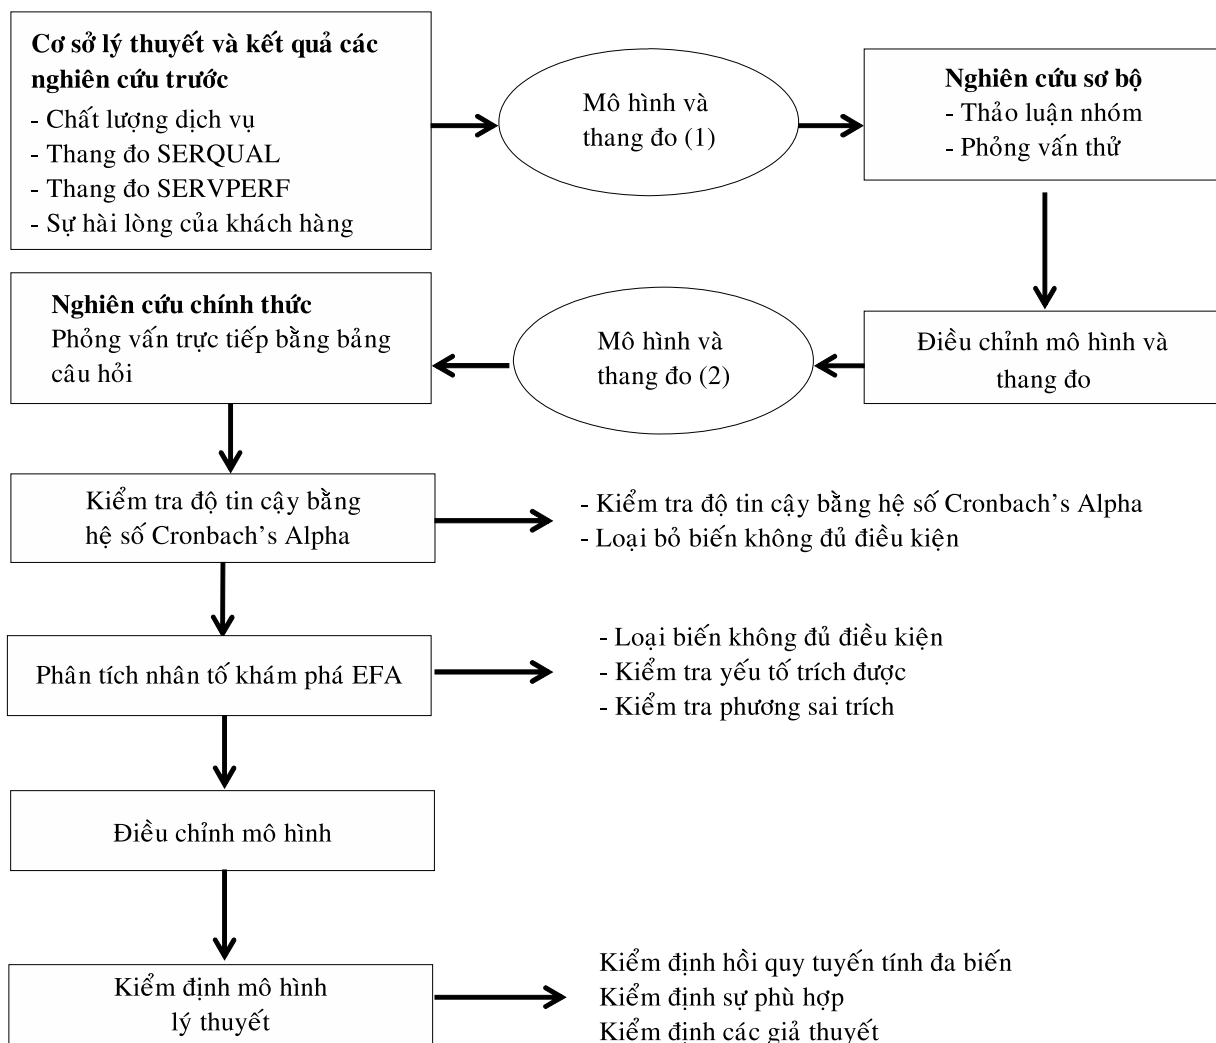 Cơ sở lý thuyết và kết quả các
nghiên cứu trước
- Chất lượng dịch vụ
- Thang đo SERQUAL
- Thang đo SERVPERF
- Sự hài lòng của khách hàng
Mô hình và
thang đo (1)
Nghiên cứu sơ bộ
- Thảo luận nhóm
- Phỏng vấn thử
Nghiên cứu chính thức
Phỏng vấn trực tiếp bằng bảng
câu hỏi
Mô hình và
thang đo (2)
Điều chỉnh mô hình và
thang đo
Kiểm tra độ tin cậy bằng
hệ số Cronbach's Alpha
- Kiểm tra độ tin cậy bằng hệ số Cronbach's Alpha
- Loại bỏ biến không đủ điều kiện
Phân tích nhân tố khám phá EFA
- Loại biến không đủ điều kiện
- Kiểm tra yếu tố trích được
- Kiểm tra phương sai trích
Điều chỉnh mô hình
Kiểm định mô hình
lý thuyết
Kiểm định hồi quy tuyến tính đa biến
Kiểm định sự phù hợp
Kiểm định các giả thuyết